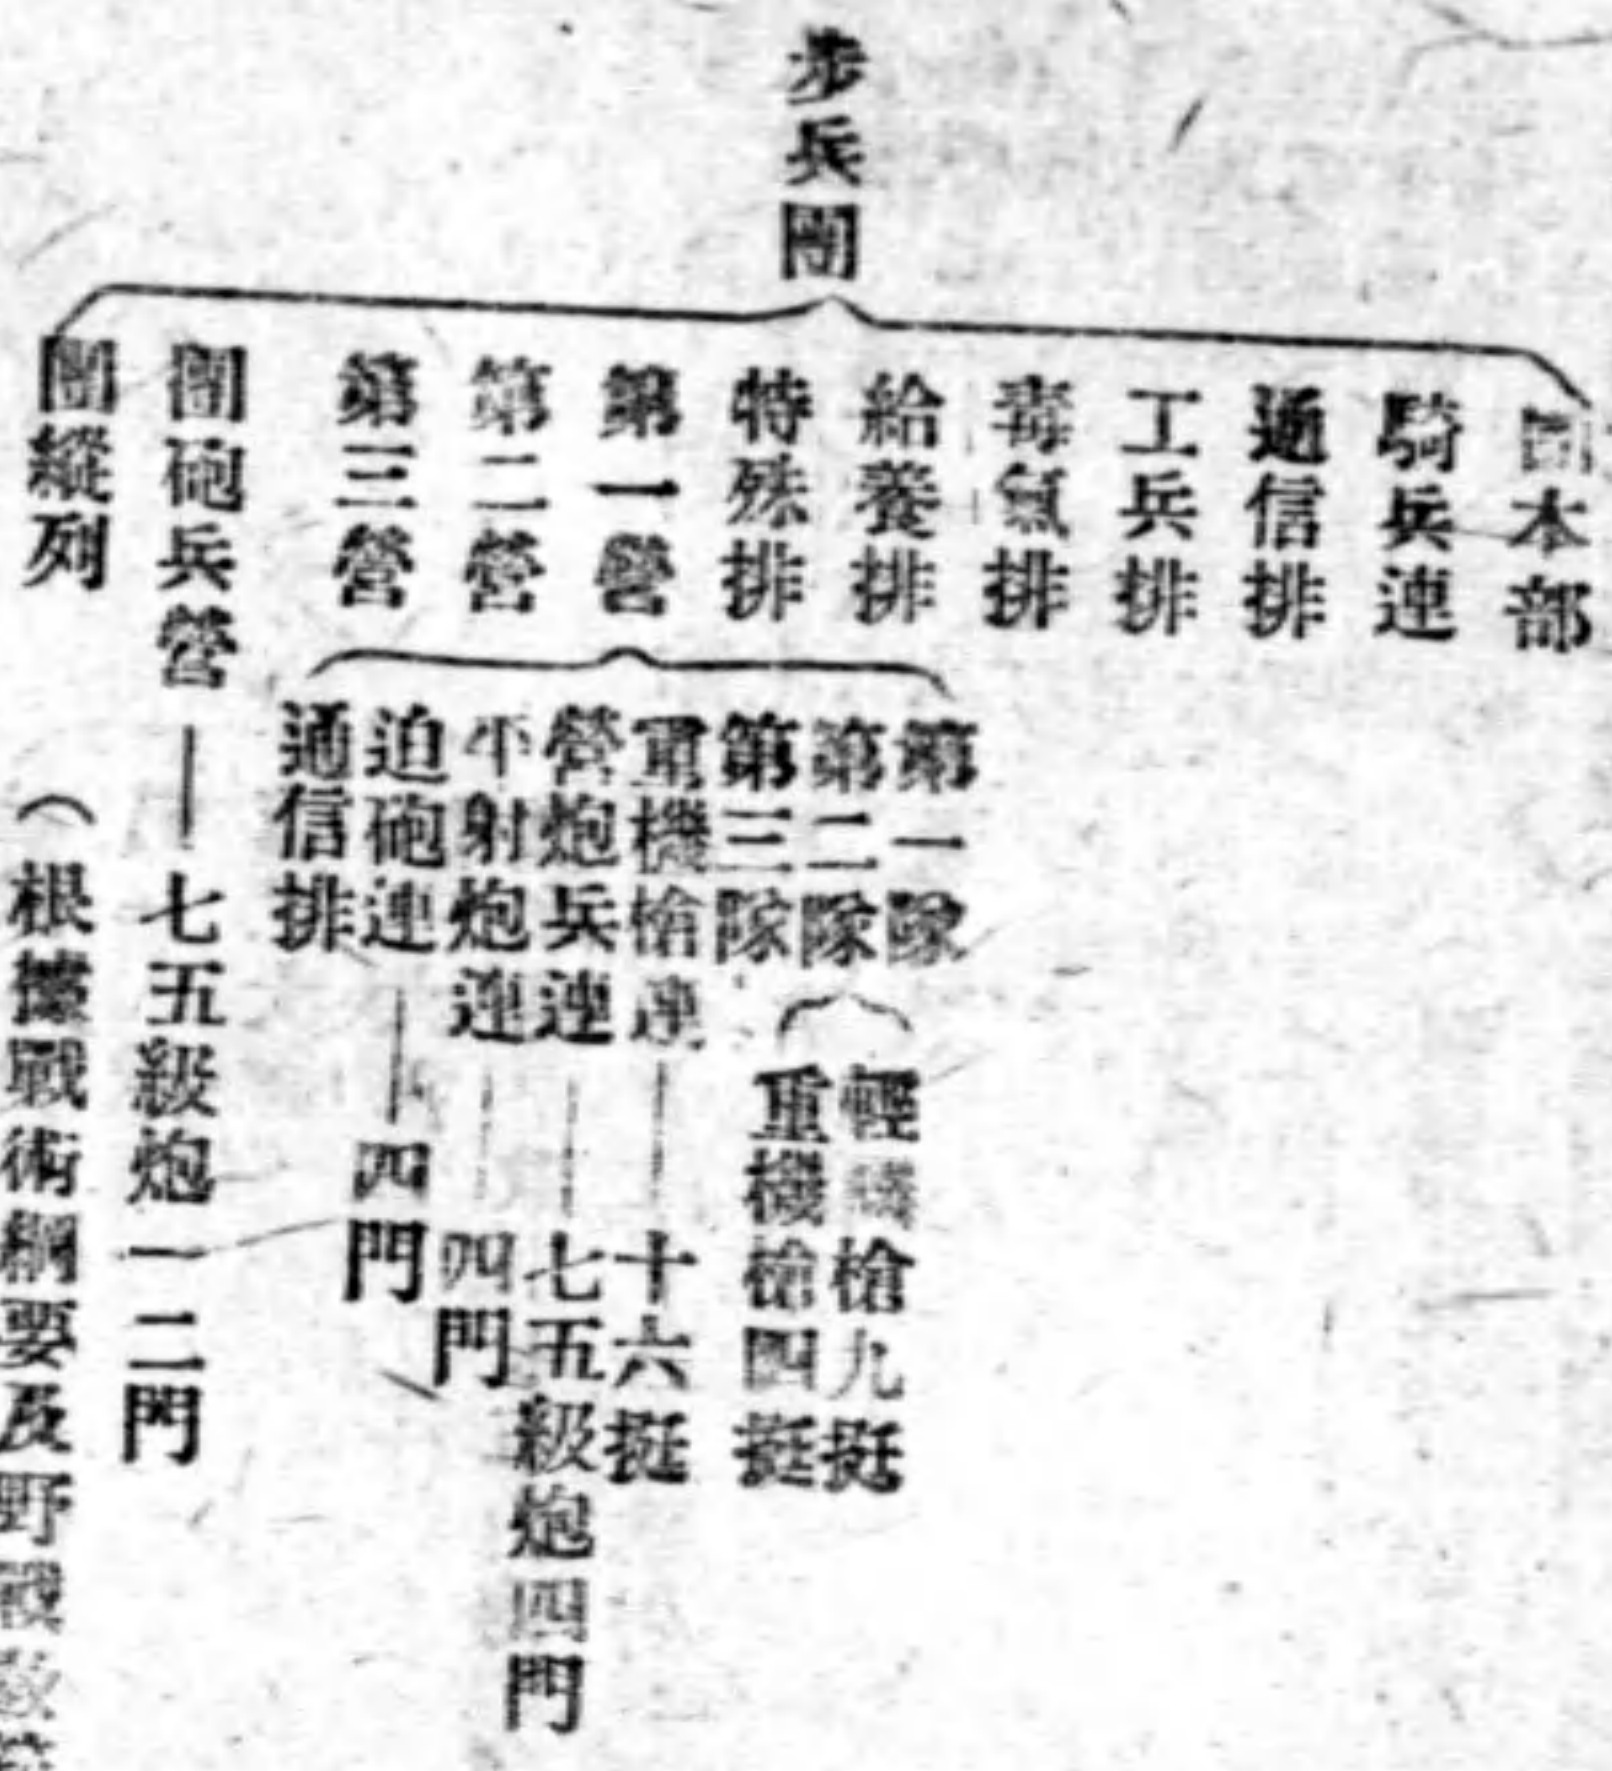 步兵團
團本部
騎兵連
通信排
工兵排
毒氣排
給養排
特殊排
第一營
第二營
第三營
團砲兵營——七五級炮一二門
團縱列
第一隊
第二隊
第三隊
輕機槍九挺
重機槍四挺
重機槍連——十六挺
營炮兵連——七五級炮四門
平射炮連——四門
迫砲連——四門
通信排
（根據戰術綱要及野戰